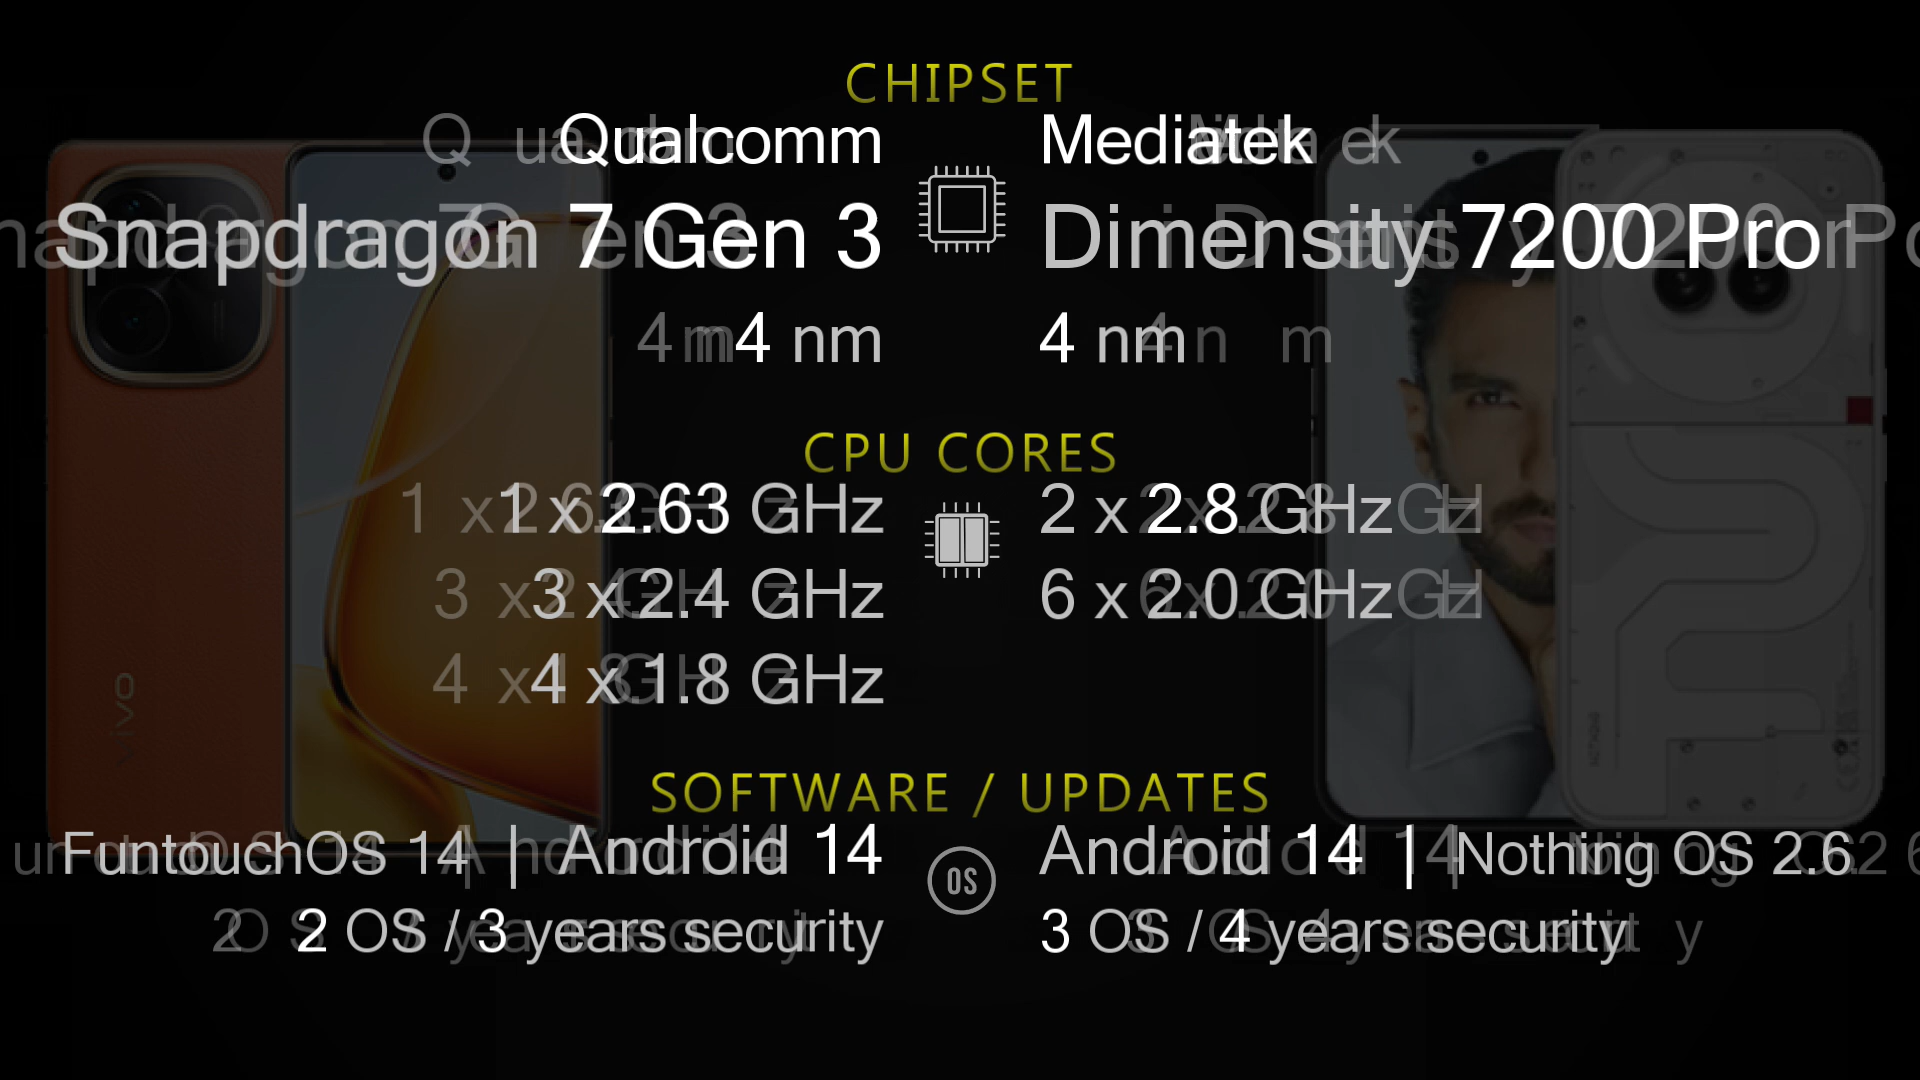 CHIPSET
Qualcomm
Mediatek
Snapdragon 7 Gen 3
Dimensity 7200 Pro
4 nm
4 nm
CPU CORES
1 x 2.63 GHz
2 x 2.8 GHz
3 x 2.4 GHz
6 x 2.0 GHz
4 x 1.8 GHz
vivo
SOFTWARE / UPDATES
FuntouchOS 14 | Android 14
OS
Android 14 | Nothing OS 2.6
2 OS / 3 years security
3 OS / 4 years security